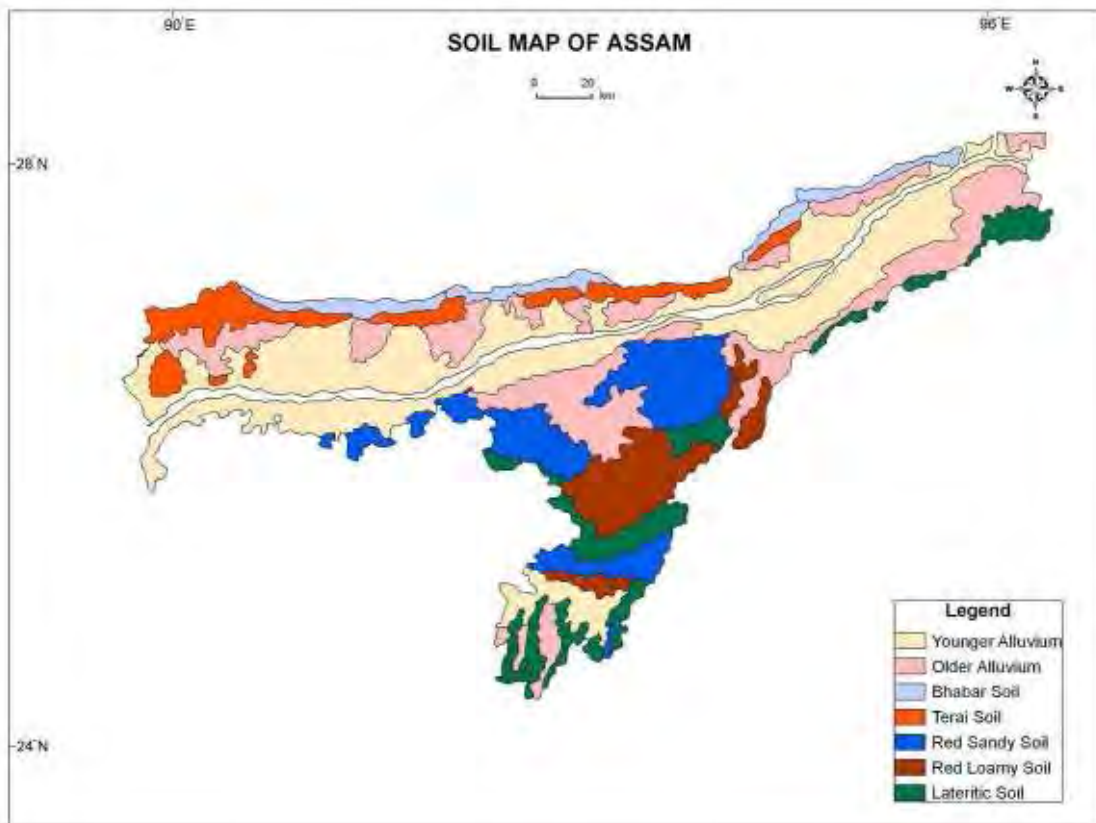 90°E
96°E
SOIL MAP OF ASSAM
0 20
km
N
W E
S
28°N
24°N
Legend
Younger Alluvium
Older Alluvium
Bhabar Soil
Terai Soil
Red Sandy Soil
Red Loamy Soil
Lateritic Soil